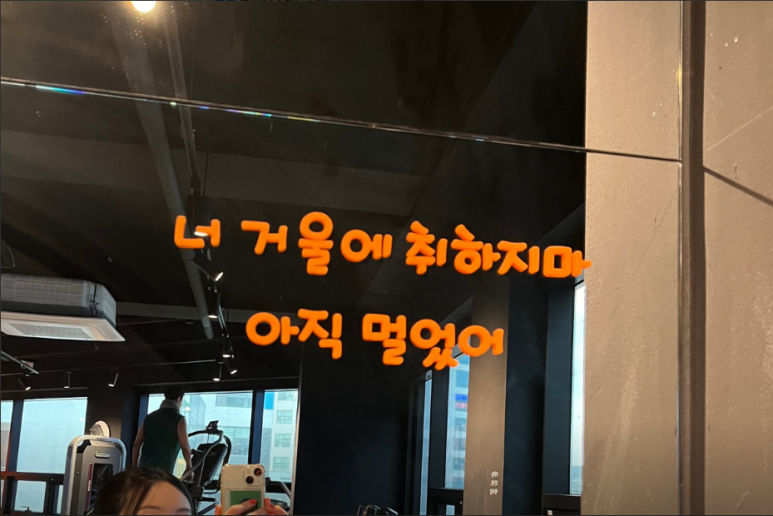 너 거울에 취하지마
아직 멀었어